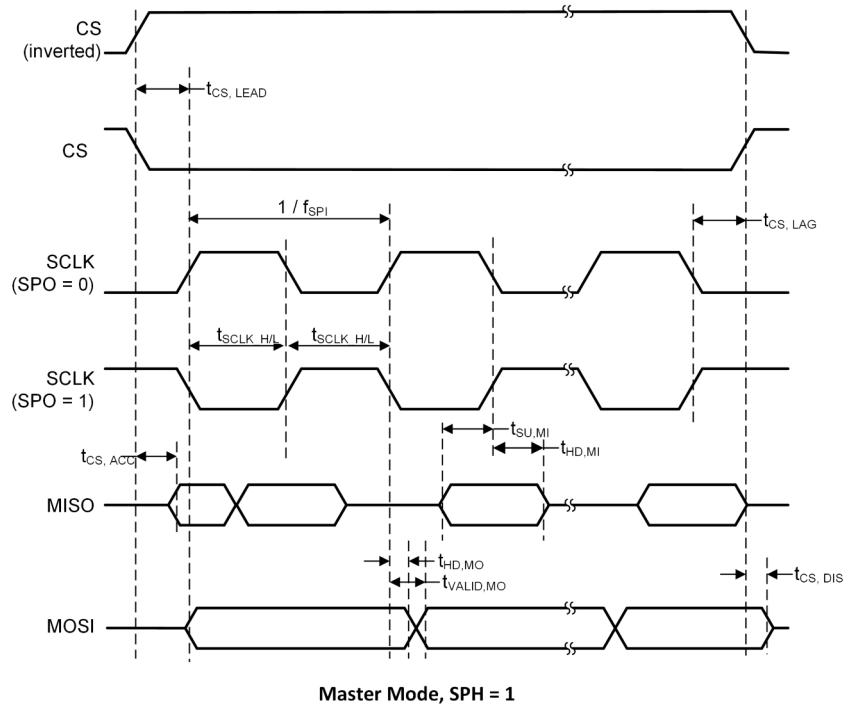 CS
(inverted)
tCS, LEAD
CS
1 / fSPI
tCS, LAG
SCLK
(SPO = 0)
tSCLK_H/L
tSCLK_H/L
SCLK
(SPO = 1)
tSU,MI
tHD,MI
tCS, ACC
MISO
tHD,MO
tVALID,MO
tCS, DIS
MOSI
Master Mode, SPH = 1